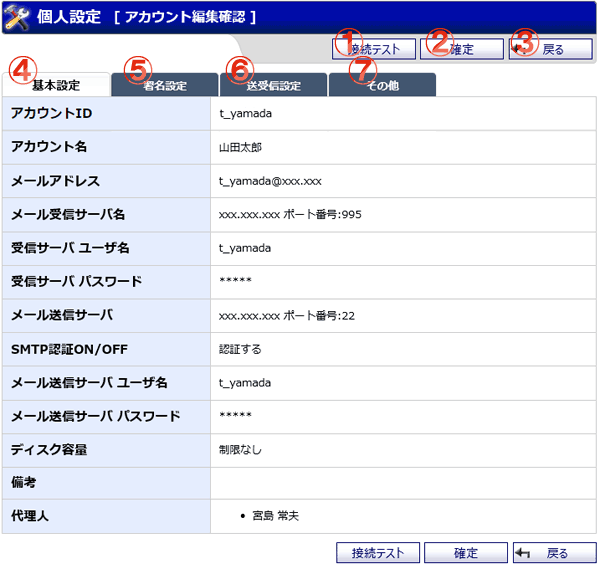 個人設定 [ アカウント編集確認 ]
① 接続テスト ② 確定 ③ 戻る
④ 基本設定 ⑤ 署名設定 ⑥ 送受信設定 ⑦ その他
アカウントID t_yamada
アカウント名 山田太郎
メールアドレス t_yamada@xxx.xxx
メール受信サーバ名 xxx.xxx.xxx ポート番号:995
受信サーバ ユーザ名 t_yamada
受信サーバ パスワード *****
メール送信サーバ xxx.xxx.xxx ポート番号:22
SMTP認証ON/OFF 認証する
メール送信サーバ ユーザ名 t_yamada
メール送信サーバ パスワード *****
ディスク容量 制限なし
備考
代理人 • 宮島 常夫
接続テスト 確定 戻る